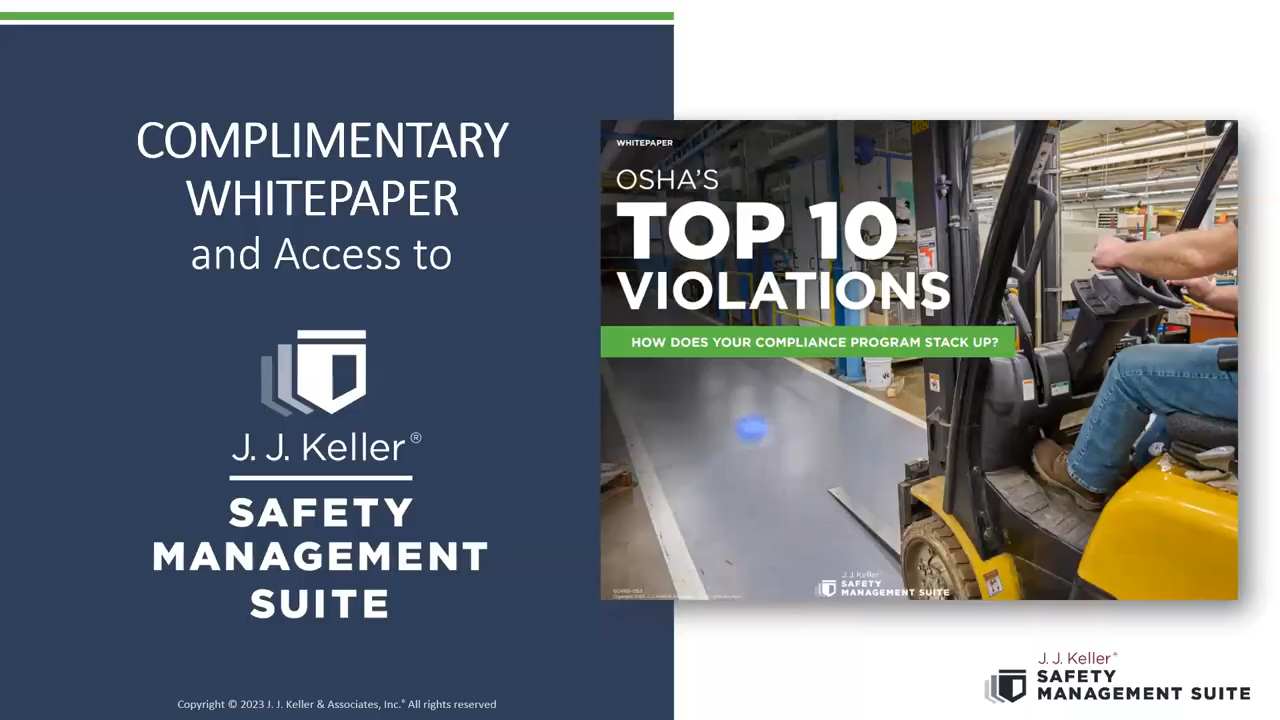 COMPLIMENTARY
WHITEPAPER
and Access to
J. J. Keller®
SAFETY
MANAGEMENT
SUITE
Copyright © 2023 J. J. Keller & Associates, Inc.® All rights reserved
WHITEPAPER
OSHA'S
TOP 10
VIOLATIONS
HOW DOES YOUR COMPLIANCE PROGRAM STACK UP?
J. J. Keller
SAFETY
MANAGEMENT SUITE
J. J. Keller®
SAFETY
MANAGEMENT SUITE